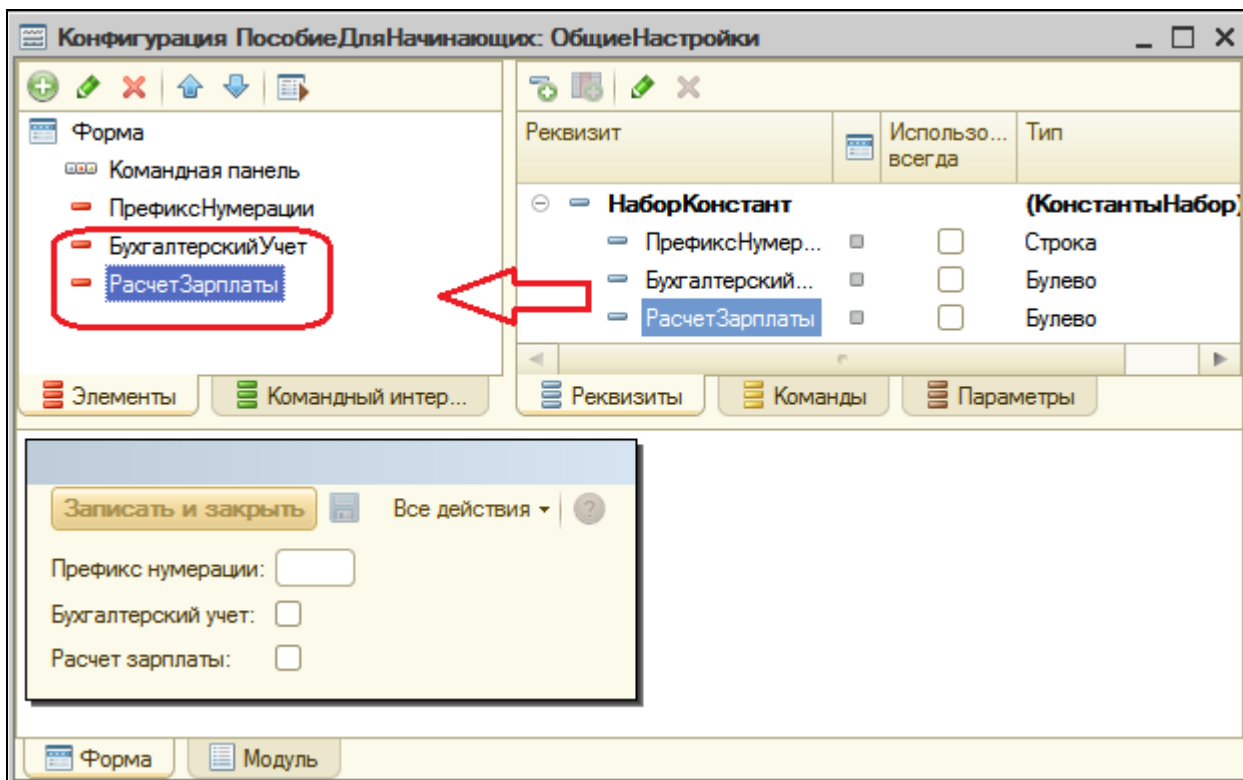 Конфигурация ПособиеДляНачинающих: ОбщиеНастройки
Форма
Командная панель
ПрефиксНумерации
БухгалтерскийУчет
РасчетЗарплаты
Элементы
Командный интер...
Реквизит
Использо... всегда
Тип
НаборКонстант (КонстантыНабор)
ПрефиксНумер... Строка
Бухгалтерский... Булево
РасчетЗарплаты Булево
Реквизиты
Команды
Параметры
Записать и закрыть
Все действия
?
Префикс нумерации:
Бухгалтерский учет:
Расчет зарплаты:
Форма
Модуль